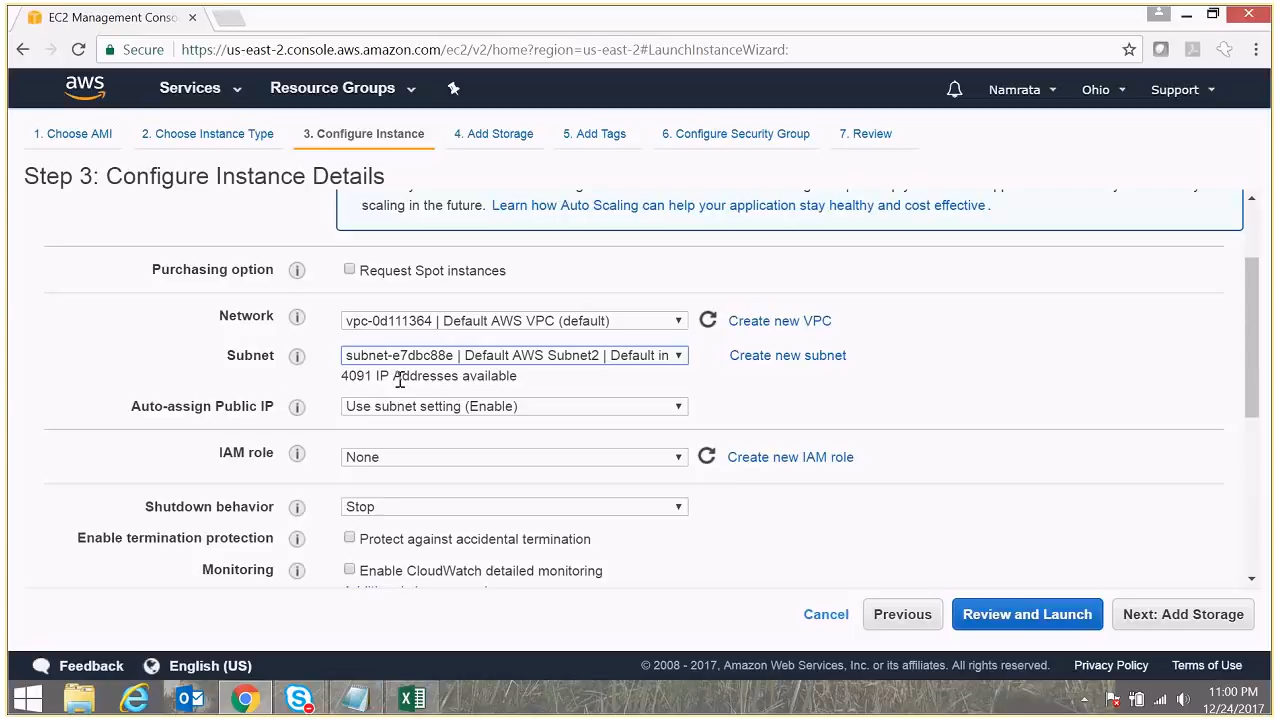 EC2 Management Conso
Secure https://us-east-2.console.aws.amazon.com/ec2/v2/home?region=us-east-2#LaunchInstanceWizard:
aws Services Resource Groups Namrata Ohio Support
1. Choose AMI 2. Choose Instance Type 3. Configure Instance 4. Add Storage 5. Add Tags 6. Configure Security Group 7. Review
Step 3: Configure Instance Details
scaling in the future. Learn how Auto Scaling can help your application stay healthy and cost effective.
Purchasing option Request Spot instances
Network vpc-0d111364 | Default AWS VPC (default) Create new VPC
Subnet subnet-e7dbc88e | Default AWS Subnet2 | Default in Create new subnet
4091 IP Addresses available
Auto-assign Public IP Use subnet setting (Enable)
IAM role None Create new IAM role
Shutdown behavior Stop
Enable termination protection Protect against accidental termination
Monitoring Enable CloudWatch detailed monitoring
Cancel Previous Review and Launch Next: Add Storage
Feedback English (US) © 2008 - 2017, Amazon Web Services, Inc. or its affiliates. All rights reserved. Privacy Policy Terms of Use
11:00 PM
12/24/2017